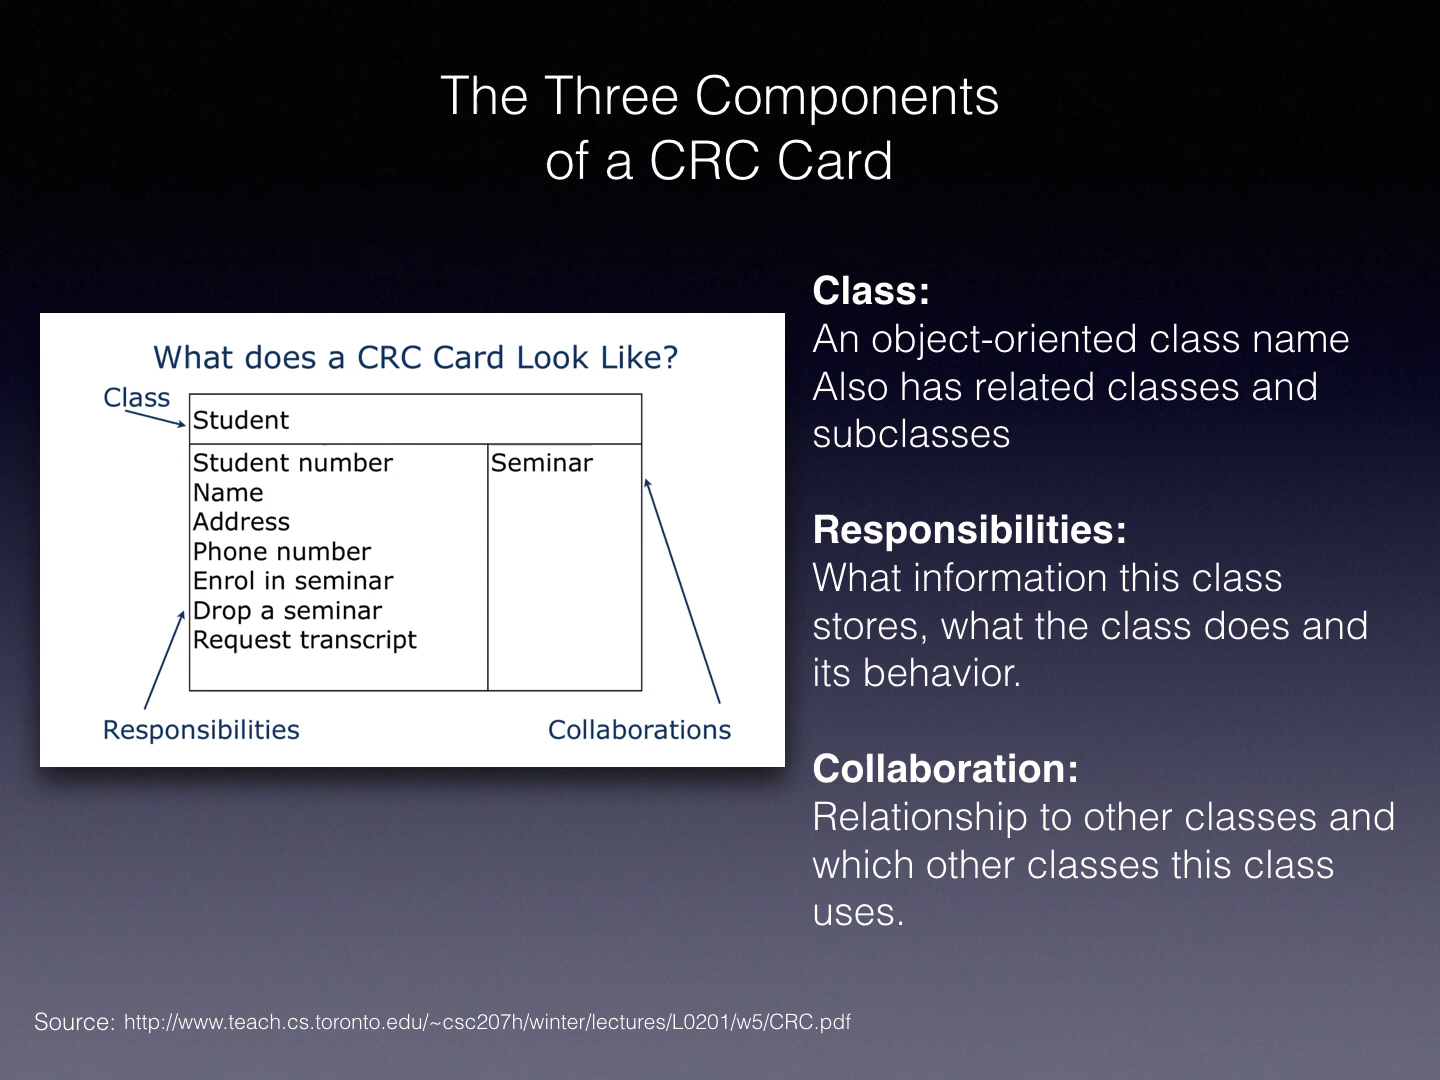 The Three Components
of a CRC Card
What does a CRC Card Look Like?
Class
Student
Student number
Name
Address
Phone number
Enrol in seminar
Drop a seminar
Request transcript
Seminar
Responsibilities
Collaborations
Class:
An object-oriented class name
Also has related classes and
subclasses
Responsibilities:
What information this class
stores, what the class does and
its behavior.
Collaboration:
Relationship to other classes and
which other classes this class
uses.
Source: http://www.teach.cs.toronto.edu/~csc207h/winter/lectures/L0201/w5/CRC.pdf